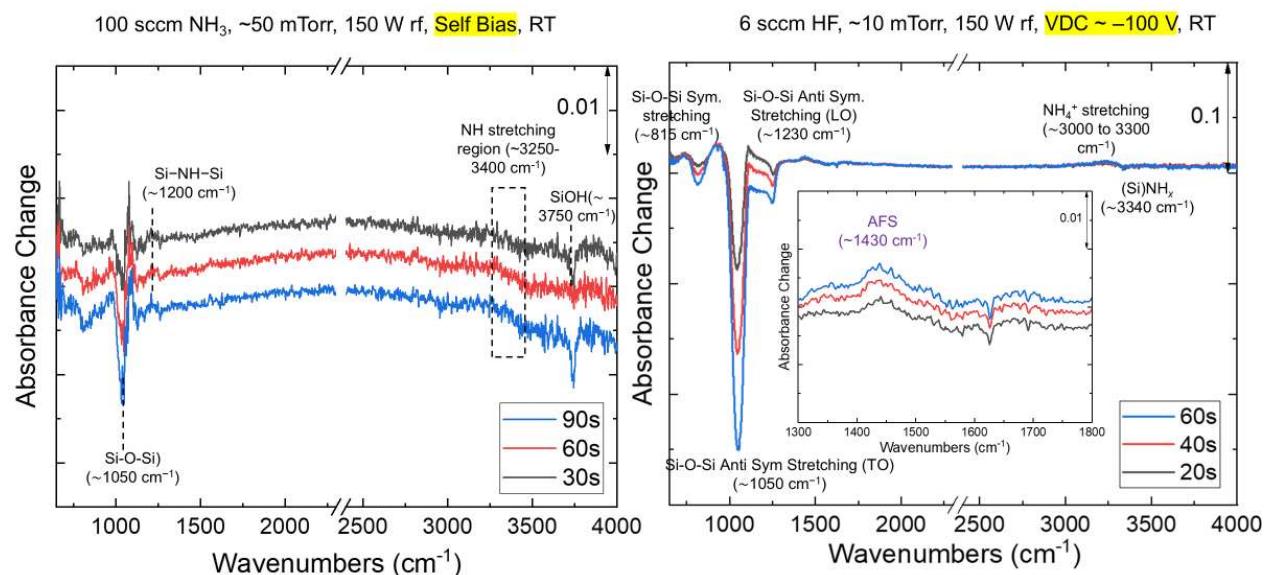 100 sccm NH₃, ~50 mTorr, 150 W rf, Self Bias, RT
0.01
NH stretching
region (~3250-
3400 cm⁻¹)
Si−NH−Si
(~1200 cm⁻¹)
SiOH(~
3750 cm⁻¹)
Absorbance Change
Si-O-Si)
(~1050 cm⁻¹)
90s
60s
30s
1000 1500 2000 2500 3000 3500 4000
Wavenumbers (cm⁻¹)
6 sccm HF, ~10 mTorr, 150 W rf, VDC ~ –100 V, RT
Si-O-Si Sym.
stretching
(~815 cm⁻¹)
Si-O-Si Anti Sym.
Stretching (LO)
(~1230 cm⁻¹)
NH₄⁺ stretching
(~3000 to 3300
cm⁻¹)
0.1
(Si)NHₓ
(~3340 cm⁻¹)
AFS
(~1430 cm⁻¹)
0.01
Absorbance Change
1300 1400 1500 1600 1700 1800
Wavenumbers (cm⁻¹)
Absorbance Change
Si-O-Si Anti Sym Stretching (TO)
(~1050 cm⁻¹)
60s
40s
20s
1000 1500 2000 2500 3000 3500 4000
Wavenumbers (cm⁻¹)